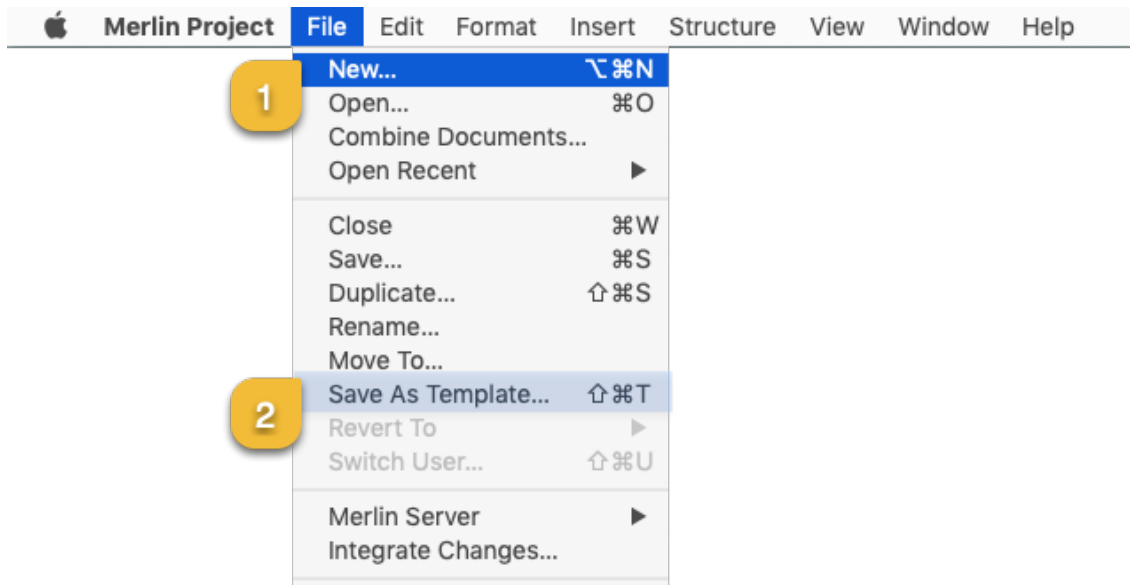 Merlin Project File Edit Format Insert Structure View Window Help
1
New... ⌥⌘N
Open... ⌘O
Combine Documents...
Open Recent ▶
Close ⌘W
Save... ⌘S
Duplicate... ⇧⌘S
Rename...
Move To...
2
Save As Template... ⇧⌘T
Revert To ▶
Switch User... ⇧⌘U
Merlin Server ▶
Integrate Changes...